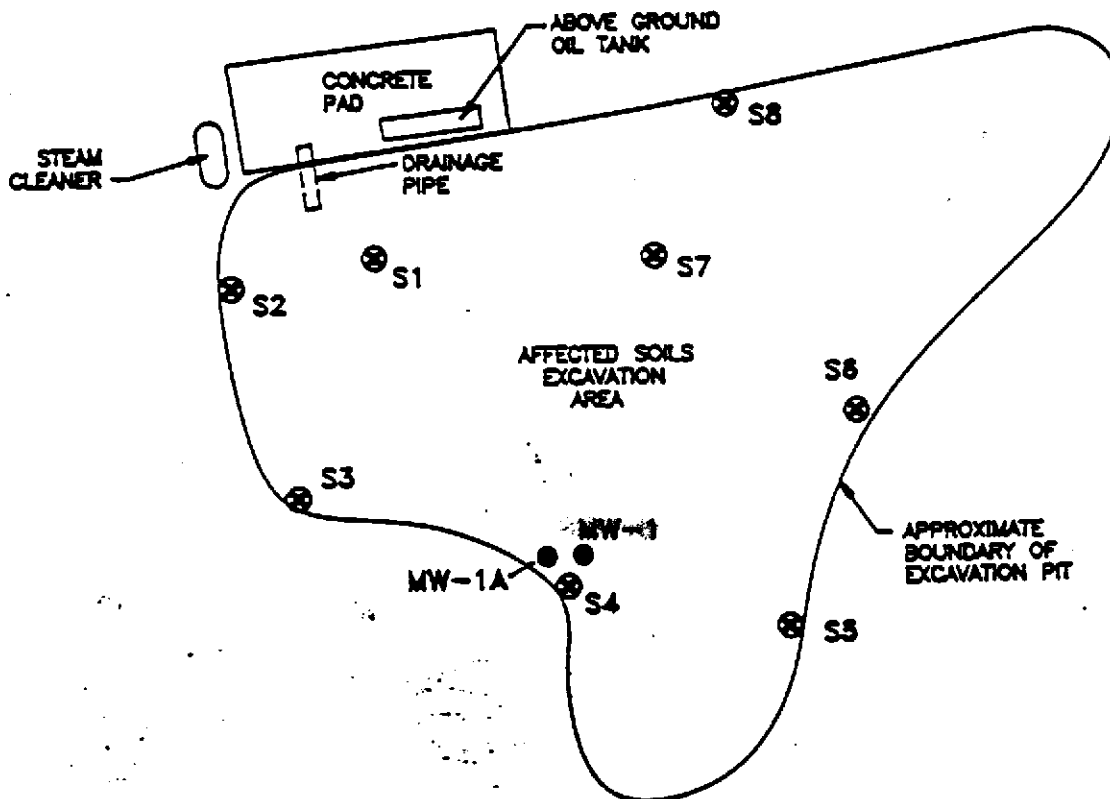 ABOVE GROUND
OIL TANK
CONCRETE
PAD
S8
STEAM
CLEANER
DRAINAGE
PIPE
S1
S7
S2
AFFECTED SOILS
EXCAVATION
AREA
S6
S3
MW-1
APPROXIMATE
BOUNDARY OF
EXCAVATION PIT
MW-1A
S4
S5